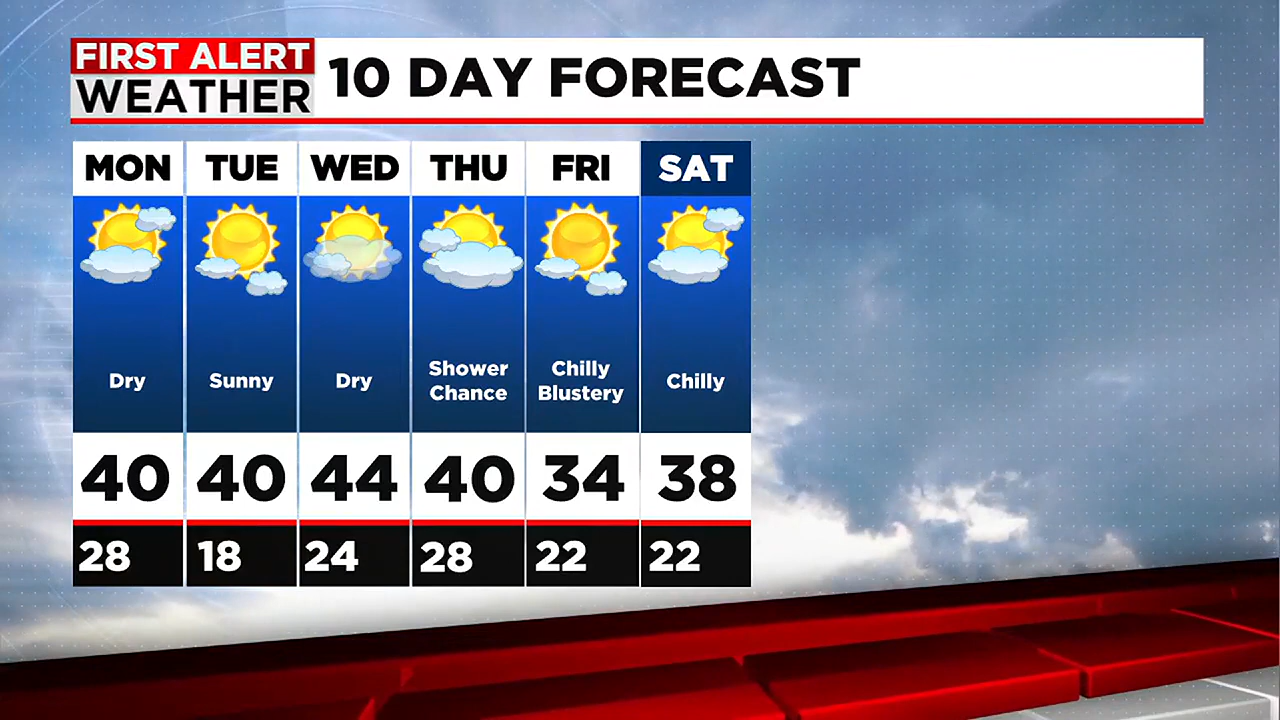 FIRST ALERT
WEATHER
10 DAY FORECAST
MON TUE WED THU FRI SAT
Dry Sunny Dry Shower Chance Chilly Blustery Chilly
40 40 44 40 34 38
28 18 24 28 22 22